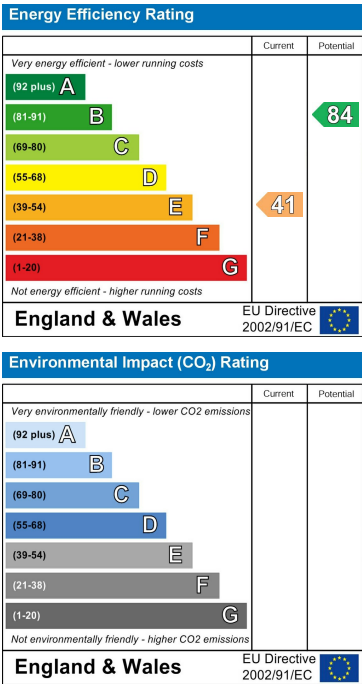 Energy Efficiency Rating
Current Potential
Very energy efficient - lower running costs
(92 plus) A
(81-91) B
84
(69-80) C
(55-68) D
(39-54) E
41
(21-38) F
(1-20) G
Not energy efficient - higher running costs
England & Wales
EU Directive
2002/91/EC
Environmental Impact (CO₂) Rating
Current Potential
Very environmentally friendly - lower CO2 emissions
(92 plus) A
(81-91) B
(69-80) C
(55-68) D
(39-54) E
(21-38) F
(1-20) G
Not environmentally friendly - higher CO2 emissions
England & Wales
EU Directive
2002/91/EC